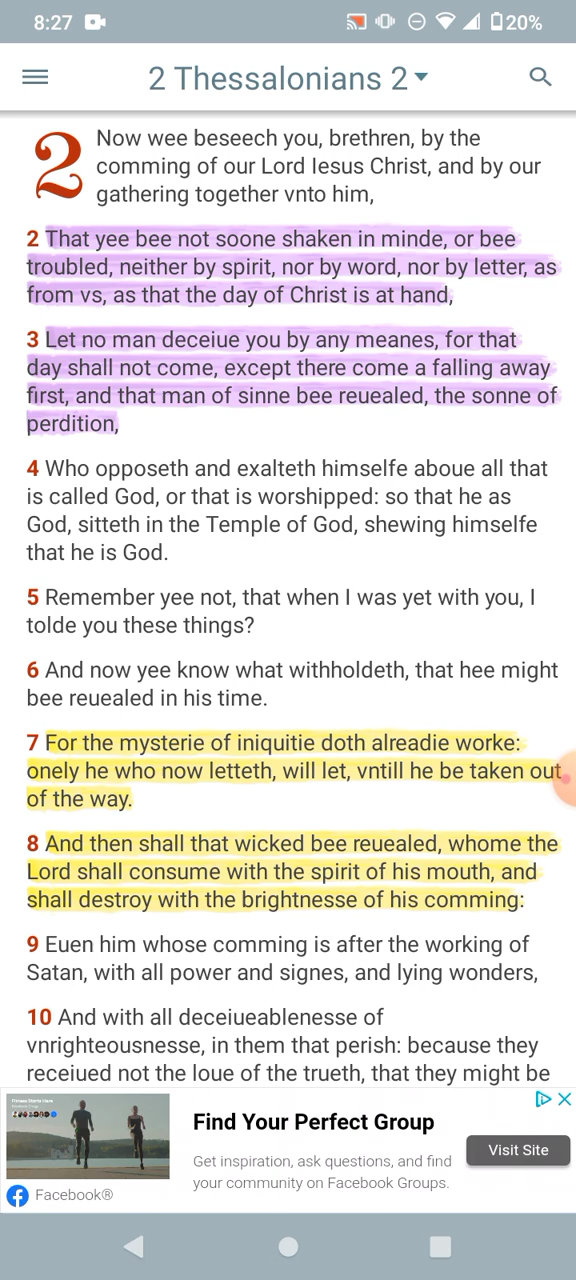 8:27
20%
2 Thessalonians 2
2 Now wee beseech you, brethren, by the
comming of our Lord Iesus Christ, and by our
gathering together vnto him,
2 That yee bee not soone shaken in minde, or bee
troubled, neither by spirit, nor by word, nor by letter, as
from vs, as that the day of Christ is at hand,
3 Let no man deceiue you by any meanes, for that
day shall not come, except there come a falling away
first, and that man of sinne bee reuealed, the sonne of
perdition,
4 Who opposeth and exalteth himselfe aboue all that
is called God, or that is worshipped: so that he as
God, sitteth in the Temple of God, shewing himselfe
that he is God.
5 Remember yee not, that when I was yet with you, I
tolde you these things?
6 And now yee know what withholdeth, that hee might
bee reuealed in his time.
7 For the mysterie of iniquitie doth alreadie worke:
onely he who now letteth, will let, vntill he be taken out
of the way.
8 And then shall that wicked bee reuealed, whome the
Lord shall consume with the spirit of his mouth, and
shall destroy with the brightnesse of his comming:
9 Euen him whose comming is after the working of
Satan, with all power and signes, and lying wonders,
10 And with all deceiueablenesse of
vnrighteousnesse, in them that perish: because they
receiued not the loue of the trueth, that they might be
Find Your Perfect Group
Get inspiration, ask questions, and find
your community on Facebook Groups.
Visit Site
Facebook®